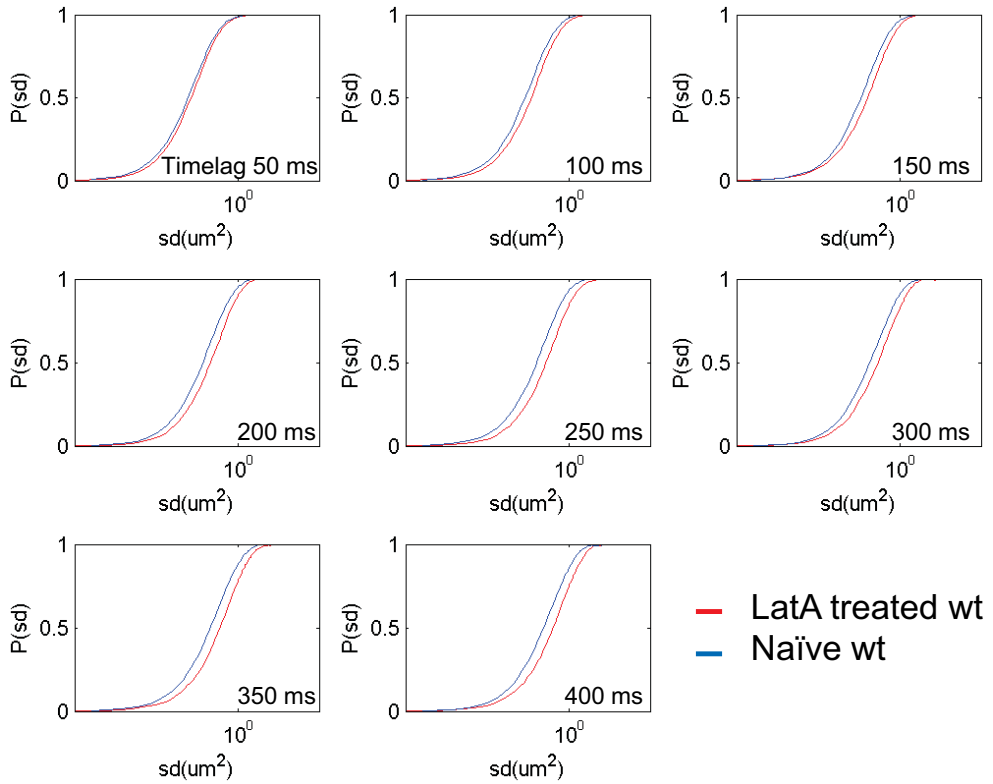 1
0.5
0
P(sd)
Timelag 50 ms
10^0
sd(um^2)
1
0.5
0
P(sd)
100 ms
10^0
sd(um^2)
1
0.5
0
P(sd)
150 ms
10^0
sd(um^2)
1
0.5
0
P(sd)
200 ms
10^0
sd(um^2)
1
0.5
0
P(sd)
250 ms
10^0
sd(um^2)
1
0.5
0
P(sd)
300 ms
10^0
sd(um^2)
1
0.5
0
P(sd)
350 ms
10^0
sd(um^2)
1
0.5
0
P(sd)
400 ms
10^0
sd(um^2)
LatA treated wt
Naïve wt